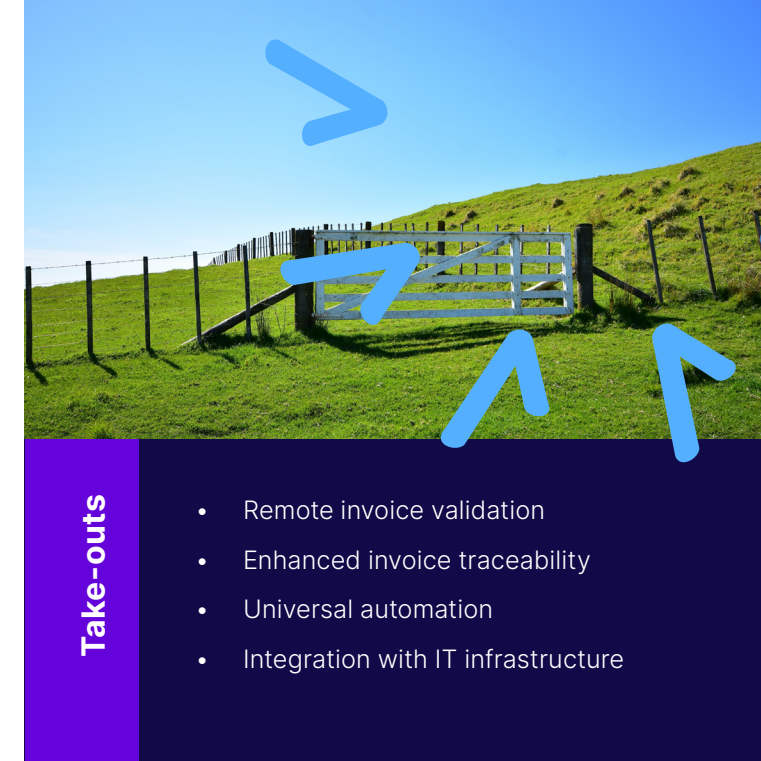 Take-outs
• Remote invoice validation
• Enhanced invoice traceability
• Universal automation
• Integration with IT infrastructure